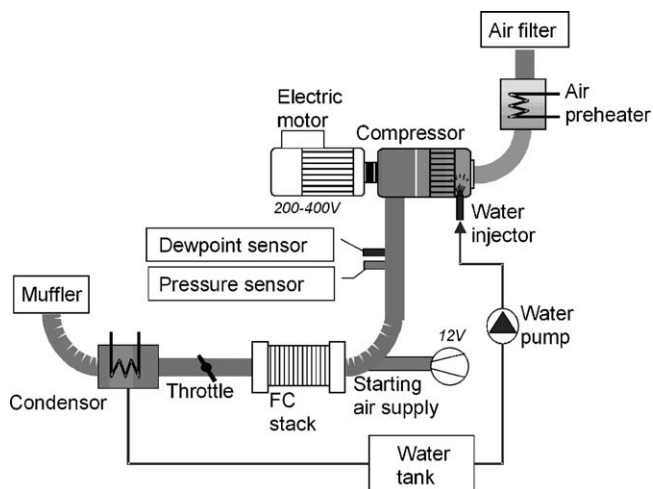 Air filter
Air
preheater
Electric
motor
Compressor
200-400V
Water
injector
Dewpoint sensor
Pressure sensor
Muffler
Water
pump
12V
Throttle
Condensor
FC
stack
Starting
air supply
Water
tank